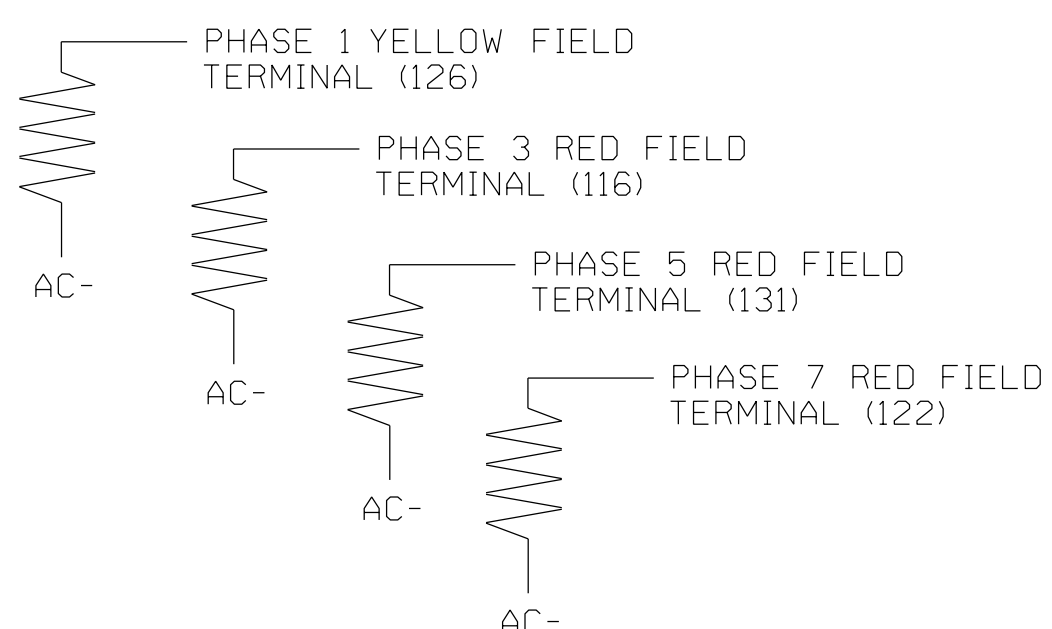 PHASE 1 YELLOW FIELD
TERMINAL (126)
AC-
PHASE 3 RED FIELD
TERMINAL (116)
AC-
PHASE 5 RED FIELD
TERMINAL (131)
AC-
PHASE 7 RED FIELD
TERMINAL (122)
AC-